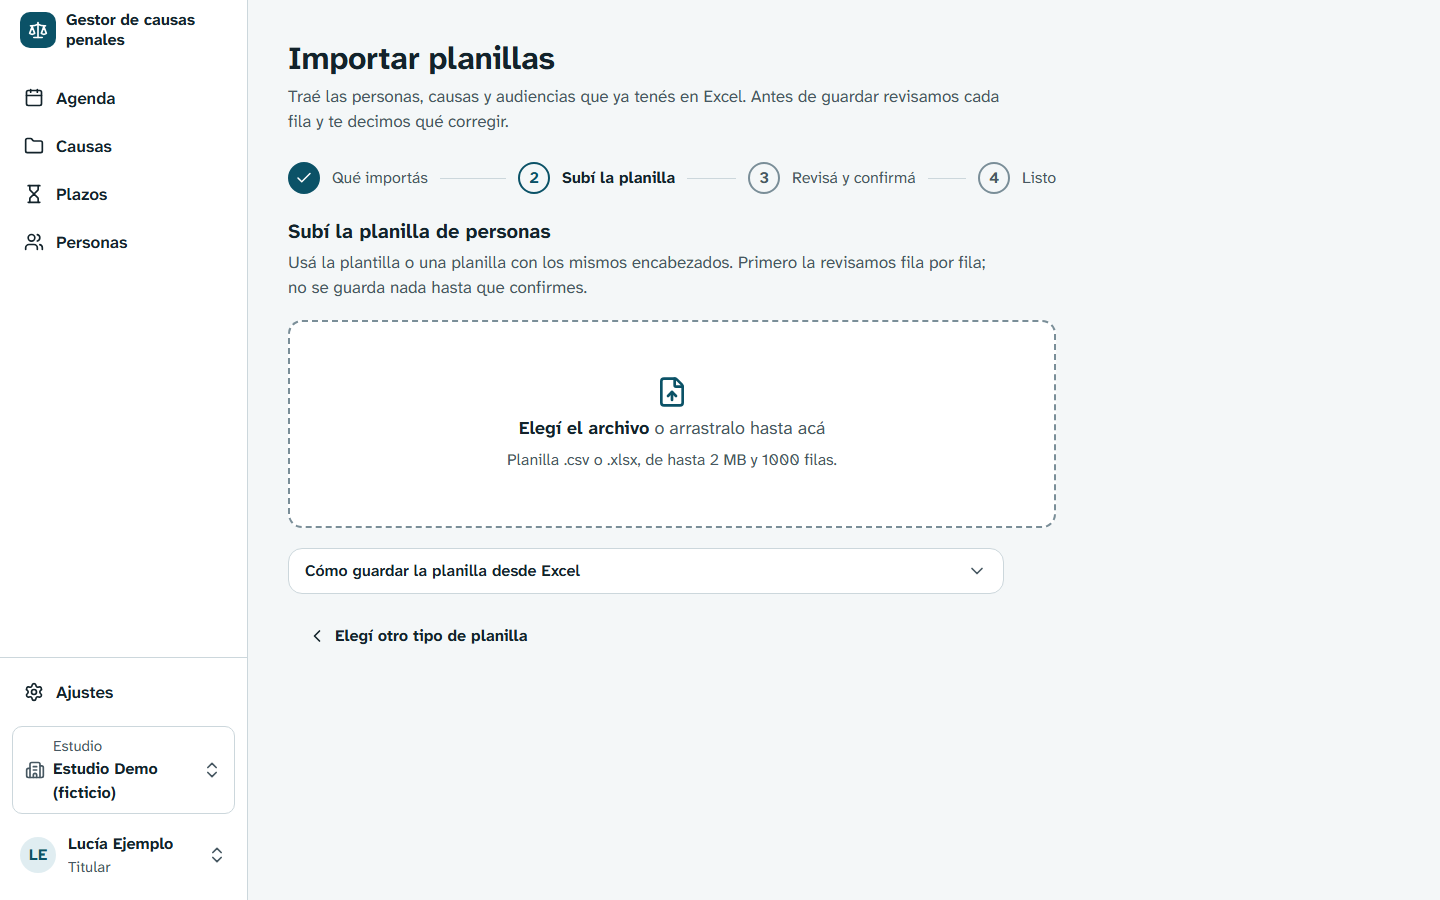 Gestor de causas
penales
Agenda
Causas
Plazos
Personas
Ajustes
Estudio
Estudio Demo
(ficticio)
LE
Lucía Ejemplo
Titular
Importar planillas
Traé las personas, causas y audiencias que ya tenés en Excel. Antes de guardar revisamos cada
fila y te decimos qué corregir.
Qué importás
2 Subí la planilla
3 Revisá y confirmá
4 Listo
Subí la planilla de personas
Usá la plantilla o una planilla con los mismos encabezados. Primero la revisamos fila por fila;
no se guarda nada hasta que confirmes.
Elegí el archivo o arrastralo hasta acá
Planilla .csv o .xlsx, de hasta 2 MB y 1000 filas.
Cómo guardar la planilla desde Excel
Elegí otro tipo de planilla